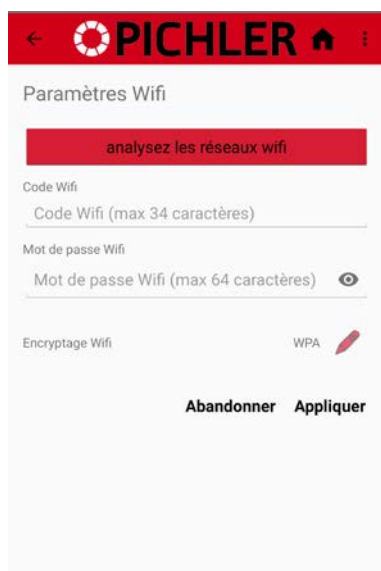 PICHLER
Paramètres Wifi
analysez les réseaux wifi
Code Wifi
Code Wifi (max 34 caractères)
Mot de passe Wifi
Mot de passe Wifi (max 64 caractères)
Encryptage Wifi WPA
Abandonner Appliquer